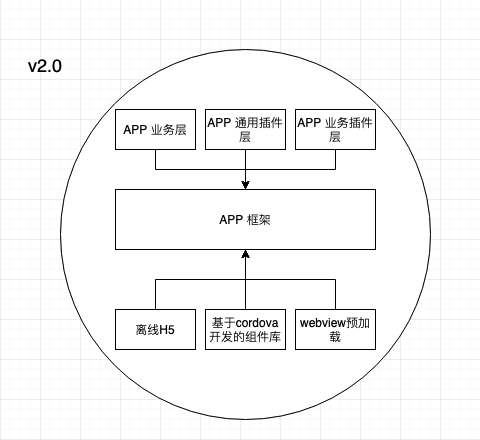 v2.0
APP 业务层
APP 通用插件
层
APP 业务插件
层
APP 框架
离线H5
基于cordova
开发的组件库
webview预加
载